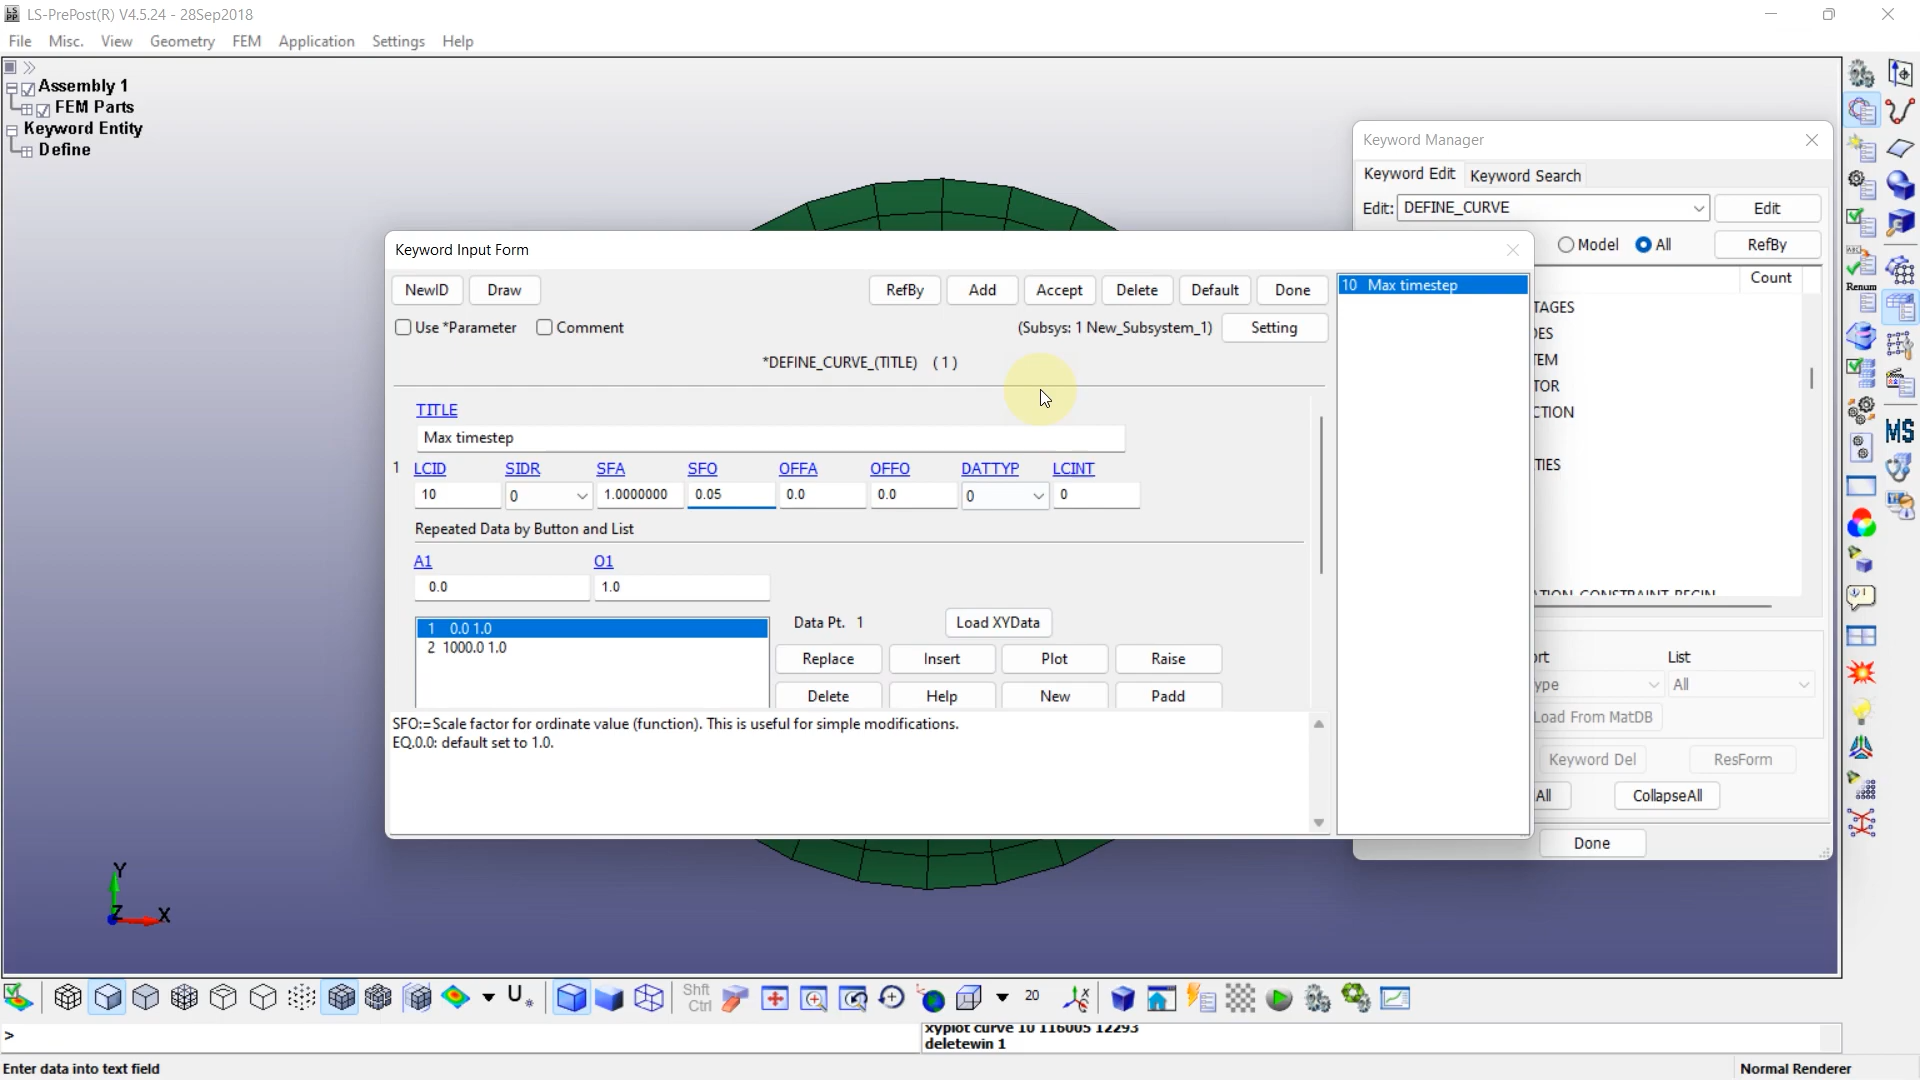 LS-PrePost(R) V4.5.24 - 28Sep2018
File Misc. View Geometry FEM Application Settings Help
Assembly 1
FEM Parts
Keyword Entity
Define
Keyword Manager
Keyword Edit Keyword Search
Edit: DEFINE_CURVE Edit
Model All RefBy
Count
TAGES
DES
TEM
TOR
CTION
TIES
List
ype All
Load From MatDB
Keyword Del ResForm
All CollapseAll
Done
Keyword Input Form
NewID Draw RefBy Add Accept Delete Default Done
Use *Parameter Comment (Subsys: 1 New_Subsystem_1) Setting
*DEFINE_CURVE_(TITLE) (1)
TITLE
Max timestep
1 LCID SIDR SFA SFO OFFA OFFO DATTYP LCINT
10 0 1.0000000 0.05 0.0 0.0 0 0
Repeated Data by Button and List
A1 O1
0.0 1.0
1 0.0 1.0
2 1000.0 1.0
Data Pt. 1 Load XYData
Replace Insert Plot Raise
Delete Help New Padd
SFO:=Scale factor for ordinate value (function). This is useful for simple modifications.
EQ.0.0: default set to 1.0.
10 Max timestep
Renum
MS
Y
Z X
Shft
Ctrl
20
>
xyplot curve 10 116005 12293
deletewin 1
Enter data into text field
Normal Renderer